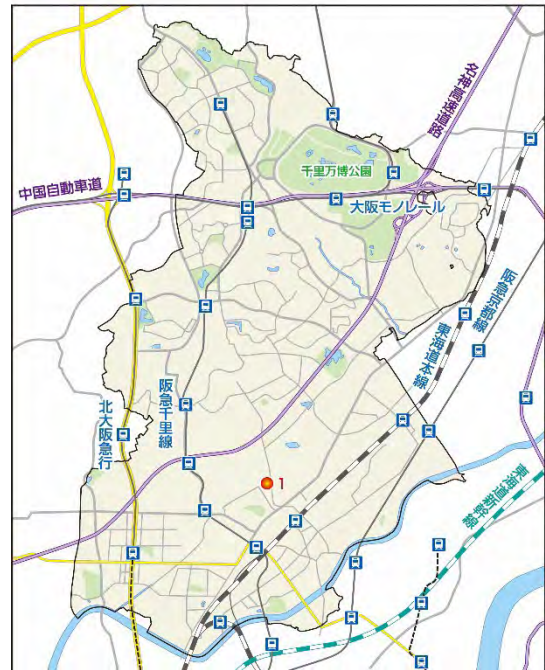 名神高速道路
千里万博公園
中国自動車道
大阪モノレール
阪急京都線
東海道本線
阪急千里線
北大阪急行
1
東海道新幹線